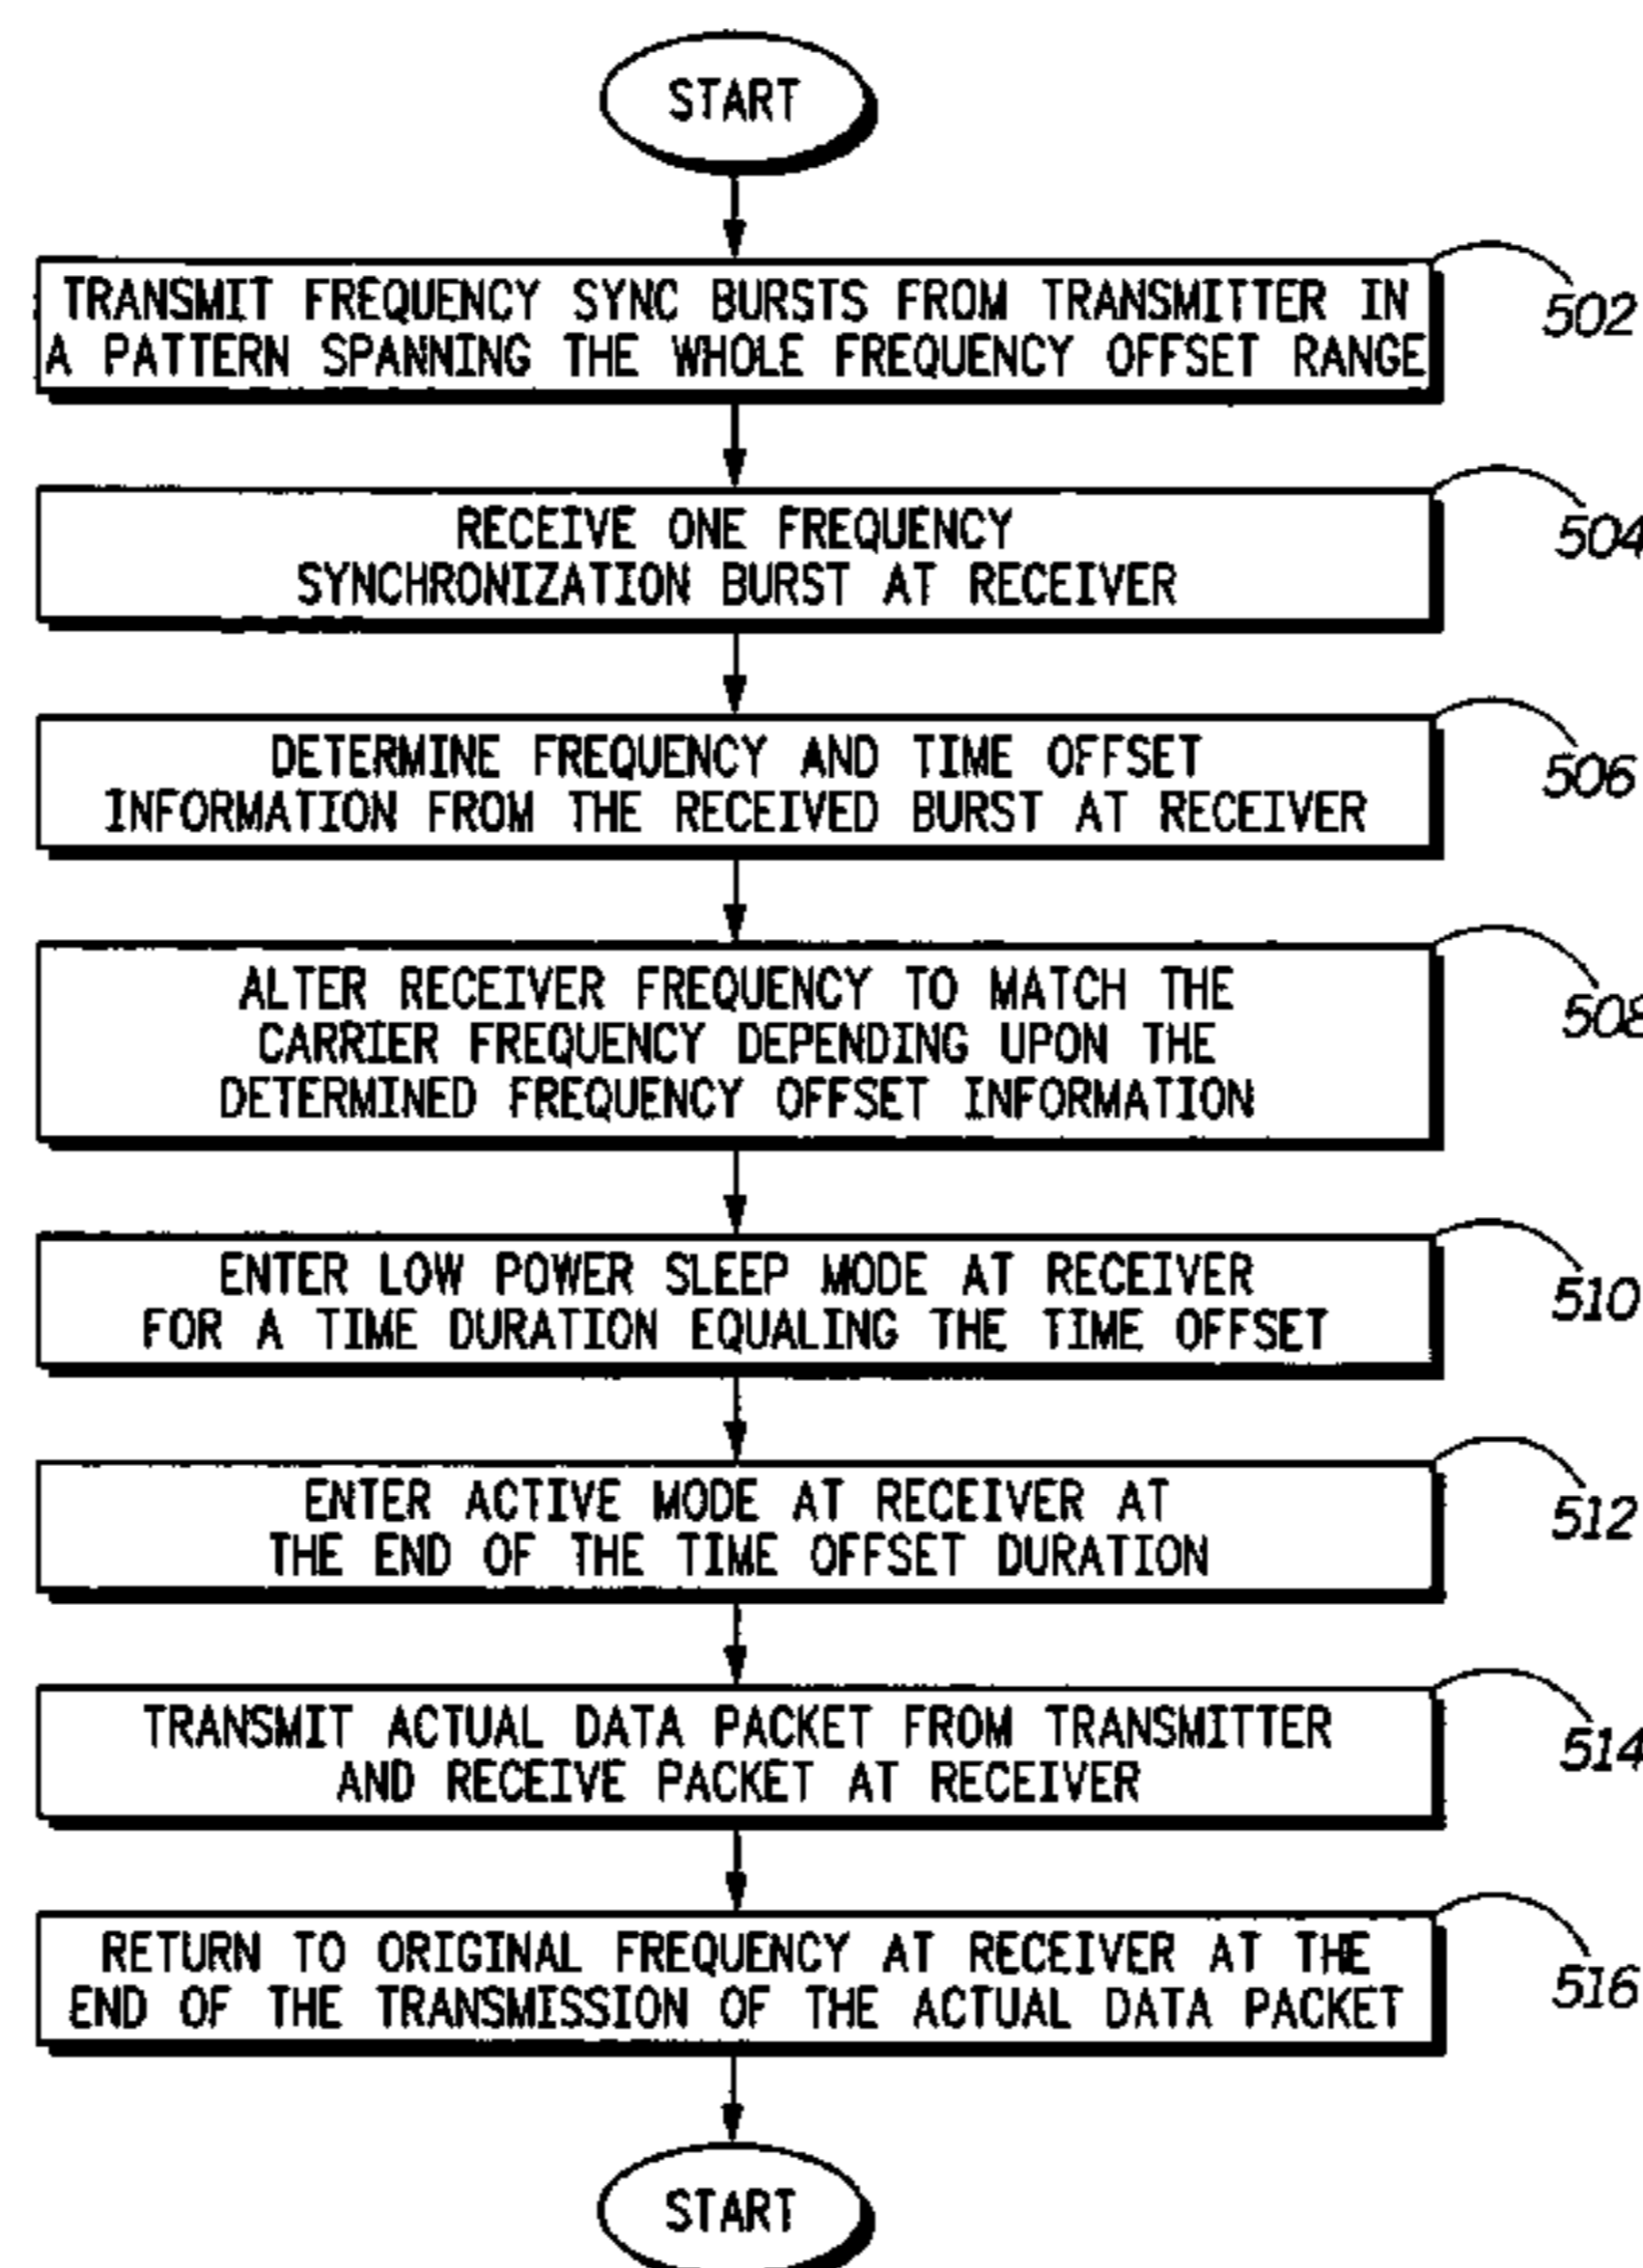 START
TRANSMIT FREQUENCY SYNC BURSTS FROM TRANSMITTER IN
A PATTERN SPANNING THE WHOLE FREQUENCY OFFSET RANGE
502
RECEIVE ONE FREQUENCY
SYNCHRONIZATION BURST AT RECEIVER
504
DETERMINE FREQUENCY AND TIME OFFSET
INFORMATION FROM THE RECEIVED BURST AT RECEIVER
506
ALTER RECEIVER FREQUENCY TO MATCH THE
CARRIER FREQUENCY DEPENDING UPON THE
DETERMINED FREQUENCY OFFSET INFORMATION
508
ENTER LOW POWER SLEEP MODE AT RECEIVER
FOR A TIME DURATION EQUALING THE TIME OFFSET
510
ENTER ACTIVE MODE AT RECEIVER AT
THE END OF THE TIME OFFSET DURATION
512
TRANSMIT ACTUAL DATA PACKET FROM TRANSMITTER
AND RECEIVE PACKET AT RECEIVER
514
RETURN TO ORIGINAL FREQUENCY AT RECEIVER AT THE
END OF THE TRANSMISSION OF THE ACTUAL DATA PACKET
516
START